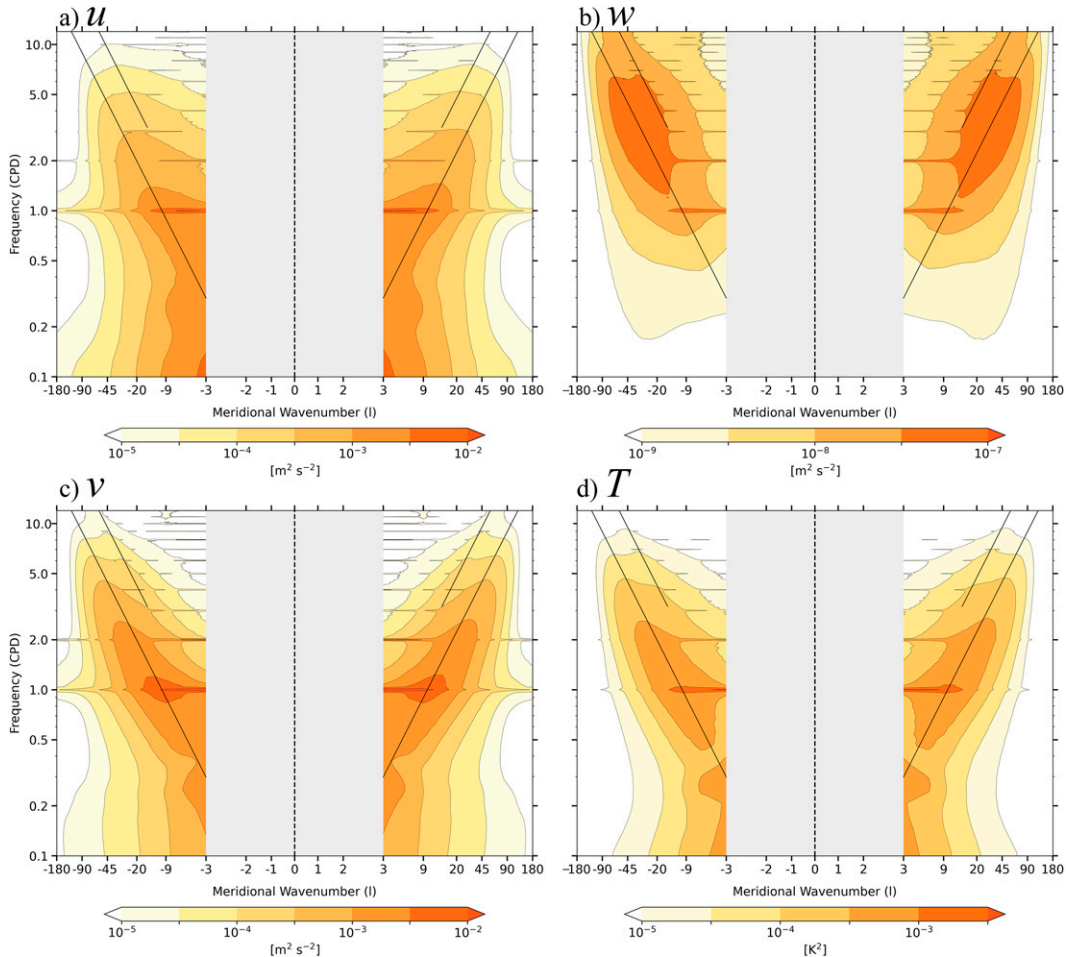 a) u
b) w
10.0
5.0
2.0
1.0
0.5
0.2
0.1
Frequency (CPD)
-180 -90 -45 -20 -9 -3 -2 -1 0 1 2 3 9 20 45 90 180
Meridional Wavenumber (l)
10⁻⁵ 10⁻⁴ 10⁻³ 10⁻²
[m² s⁻²]
-180 -90 -45 -20 -9 -3 -2 -1 0 1 2 3 9 20 45 90 180
Meridional Wavenumber (l)
10⁻⁹ 10⁻⁸ 10⁻⁷
[m² s⁻²]
c) v
d) T
10.0
5.0
2.0
1.0
0.5
0.2
0.1
Frequency (CPD)
-180 -90 -45 -20 -9 -3 -2 -1 0 1 2 3 9 20 45 90 180
Meridional Wavenumber (l)
10⁻⁵ 10⁻⁴ 10⁻³ 10⁻²
[m² s⁻²]
-180 -90 -45 -20 -9 -3 -2 -1 0 1 2 3 9 20 45 90 180
Meridional Wavenumber (l)
10⁻⁵ 10⁻⁴ 10⁻³
[K²]